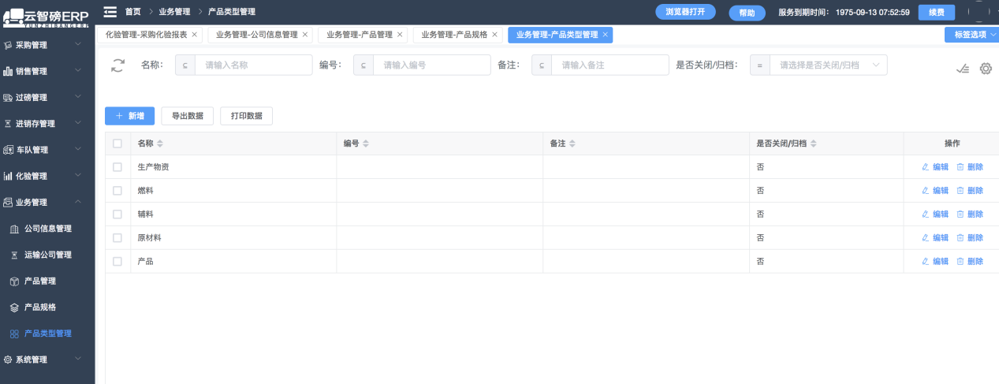 云智磅ERP
YUNZHIBANGERP
首页 > 业务管理 > 产品类型管理
浏览器打开 帮助 服务到期时间： 1975-09-13 07:52:59 续费
化验管理-采购化验报表 × 业务管理-公司信息管理 × 业务管理-产品管理 × 业务管理-产品规格 × 业务管理-产品类型管理 × 标签选项
采购管理
销售管理
过磅管理
进销存管理
车队管理
化验管理
业务管理
公司信息管理
运输公司管理
产品管理
产品规格
产品类型管理
系统管理
名称： ⊆ 请输入名称 编号： ⊆ 请输入编号 备注： ⊆ 请输入备注 是否关闭/归档： = 请选择是否关闭/归档
+ 新增 导出数据 打印数据
名称 编号 备注 是否关闭/归档 操作
生产物资 否 编辑 删除
燃料 否 编辑 删除
辅料 否 编辑 删除
原材料 否 编辑 删除
产品 否 编辑 删除